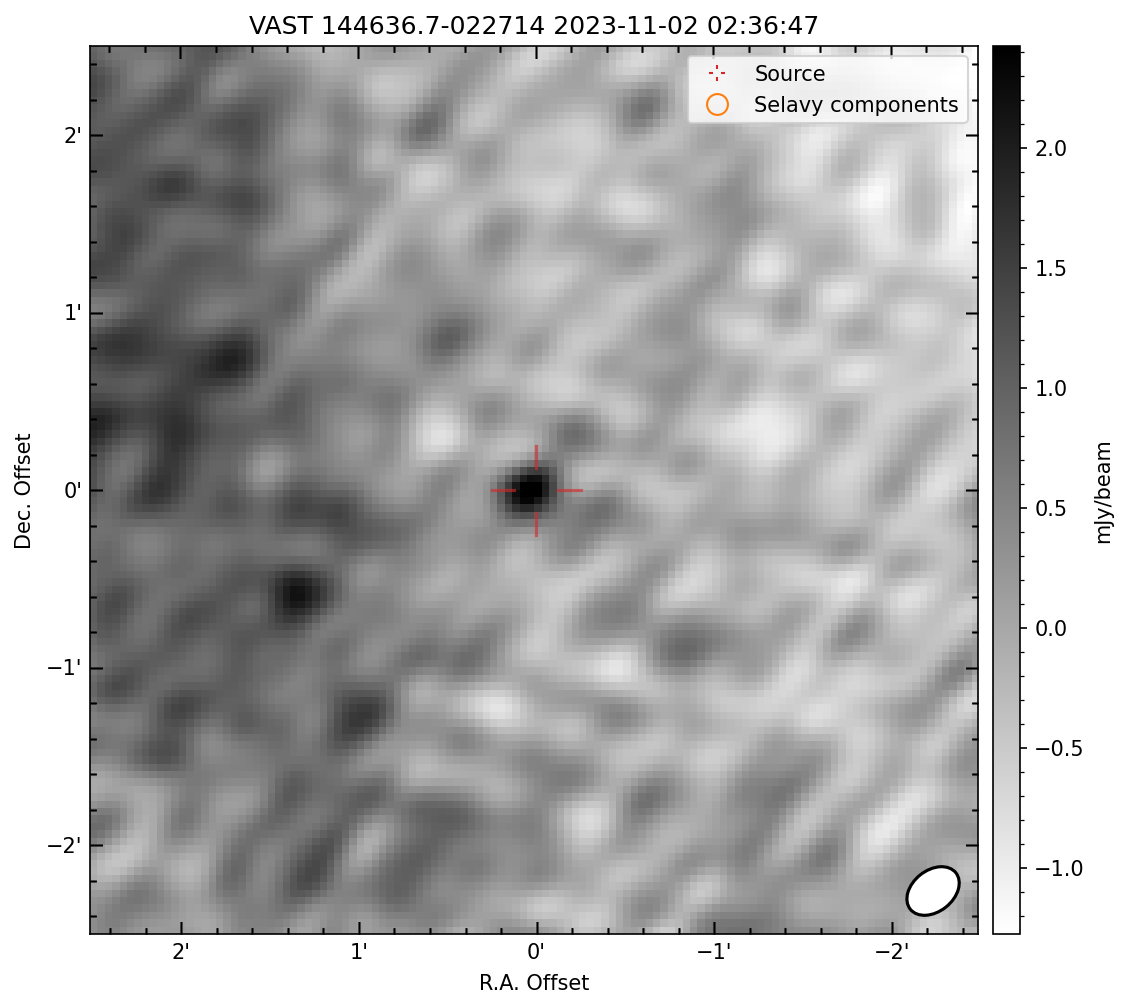 VAST 144636.7-022714 2023-11-02 02:36:47
Source
Selavy components
2'
1'
0'
−1'
−2'
Dec. Offset
2'
1'
0'
−1'
−2'
R.A. Offset
2.0
1.5
1.0
0.5
0.0
−0.5
−1.0
mJy/beam